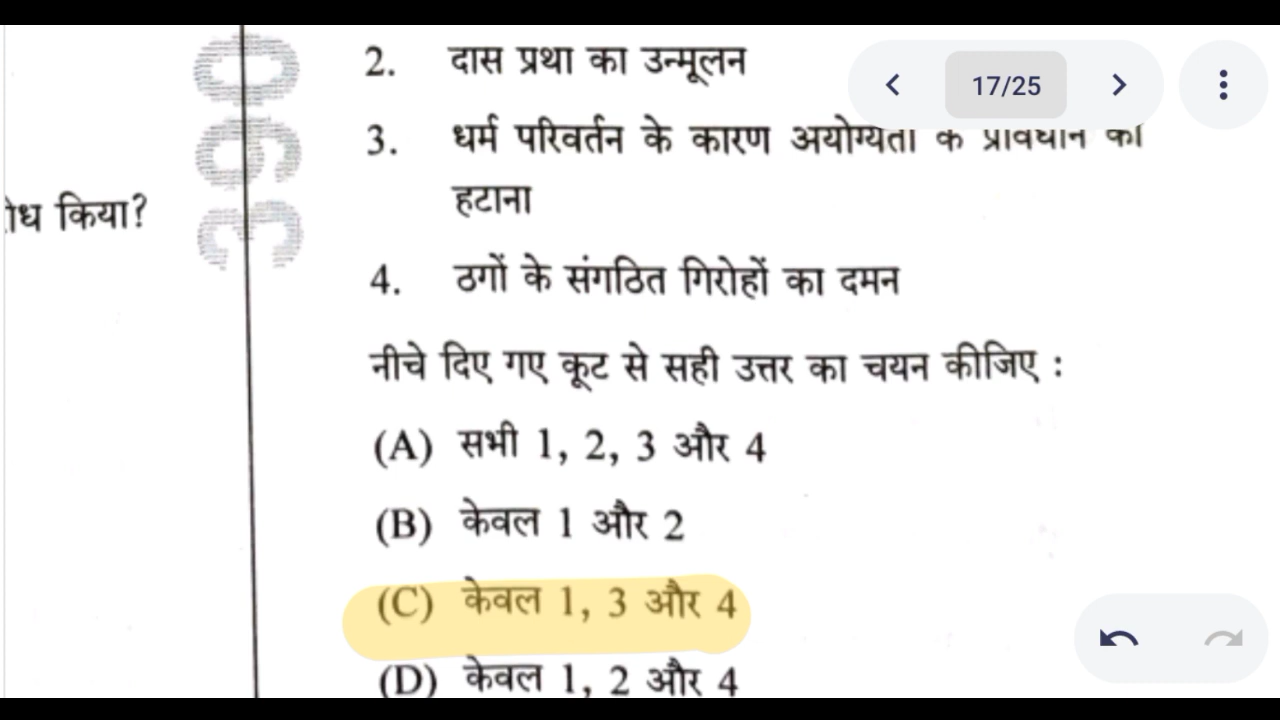 2. दास प्रथा का उन्मूलन
17/25
3. धर्म परिवर्तन के कारण अयोग्यता के प्रावधान को
हटाना
किया?
4. ठगों के संगठित गिरोहों का दमन
नीचे दिए गए कूट से सही उत्तर का चयन कीजिए :
(A) सभी 1, 2, 3 और 4
(B) केवल 1 और 2
(C) केवल 1, 3 और 4
(D) केवल 1, 2 और 4